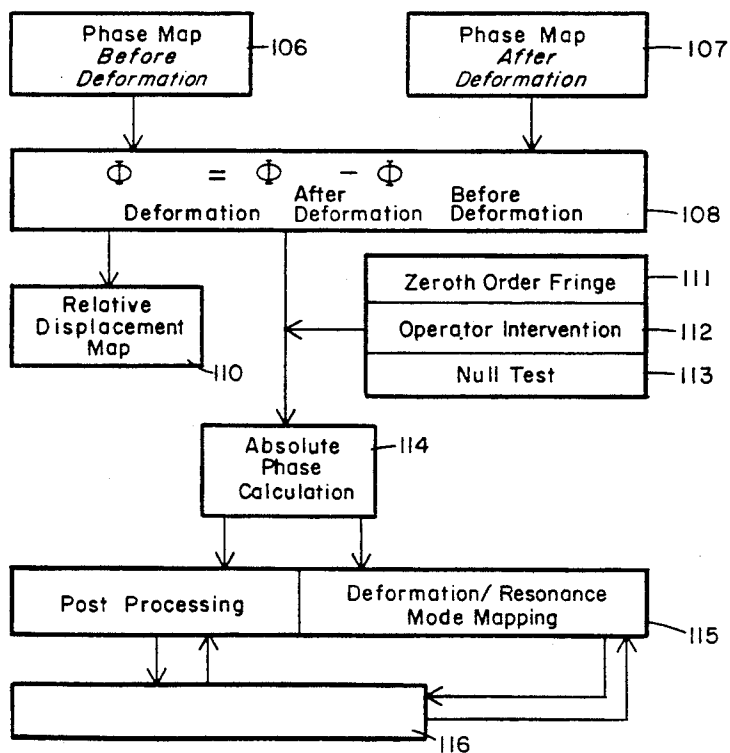 Phase Map
Before
Deformation
106
Phase Map
After
Deformation
107
Φ = Φ - Φ
After Before
Deformation Deformation Deformation
108
Relative
Displacement
Map
110
Zeroth Order Fringe
111
Operator Intervention
112
Null Test
113
Absolute
Phase
Calculation
114
Post Processing
Deformation/Resonance
Mode Mapping
115
116